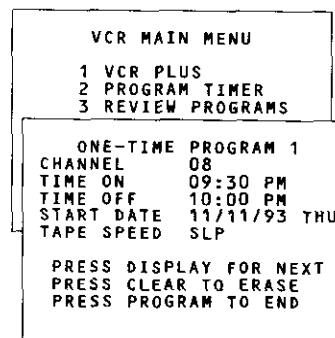 VCR MAIN MENU
1 VCR PLUS
2 PROGRAM TIMER
3 REVIEW PROGRAMS
ONE-TIME PROGRAM 1
CHANNEL 08
TIME ON 09:30 PM
TIME OFF 10:00 PM
START DATE 11/11/93 THU
TAPE SPEED SLP
PRESS DISPLAY FOR NEXT
PRESS CLEAR TO ERASE
PRESS PROGRAM TO END